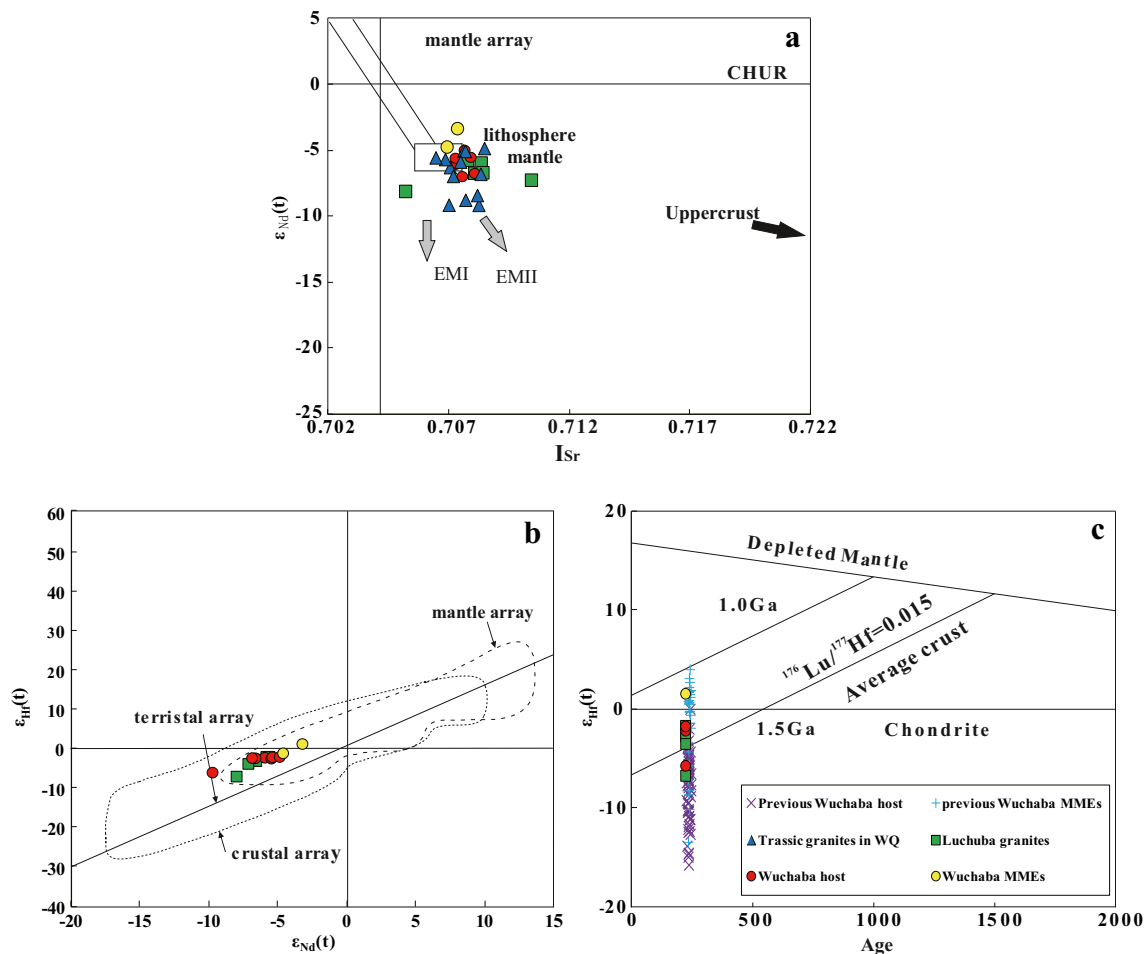 a
mantle array
CHUR
lithosphere
mantle
Uppercrust
EMI
EMII
5
0
-5
-10
-15
-20
-25
εNd(t)
0.702
0.707
0.712
0.717
0.722
ISr
b
60
50
40
30
20
10
0
-10
-20
-30
-40
εHf(t)
mantle array
terristal array
crustal array
-20
-15
-10
-5
0
5
10
15
εNd(t)
c
20
10
0
-10
-20
εHf(t)
Depleted Mantle
1.0Ga
176Lu/177Hf=0.015
Average crust
1.5Ga
Chondrite
Previous Wuchaba host
previous Wuchaba MMEs
Trassic granites in WQ
Luchuba granites
Wuchaba host
Wuchaba MMEs
0
500
1000
1500
2000
Age